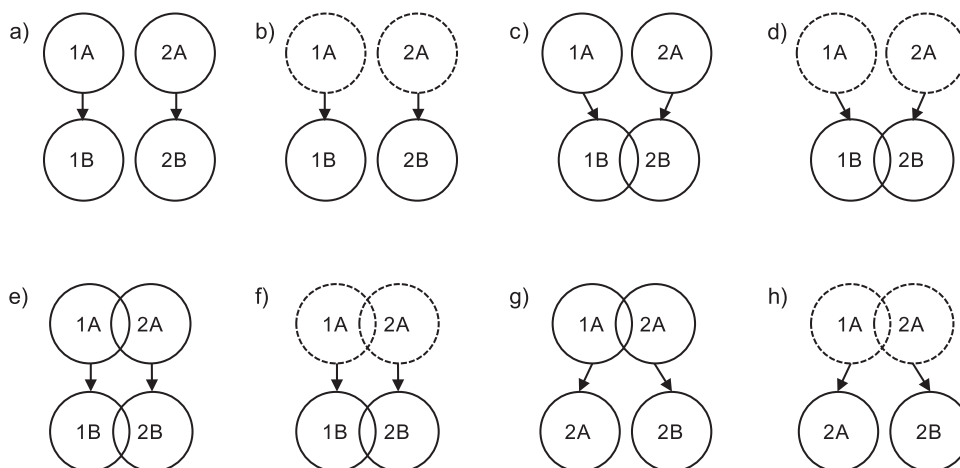 a) 1A 2A b) 1A 2A c) 1A 2A d) 1A 2A
1B 2B 1B 2B 1B 2B 1B 2B
e) 1A 2A f) 1A 2A g) 1A 2A h) 1A 2A
1B 2B 1B 2B 2A 2B 2A 2B